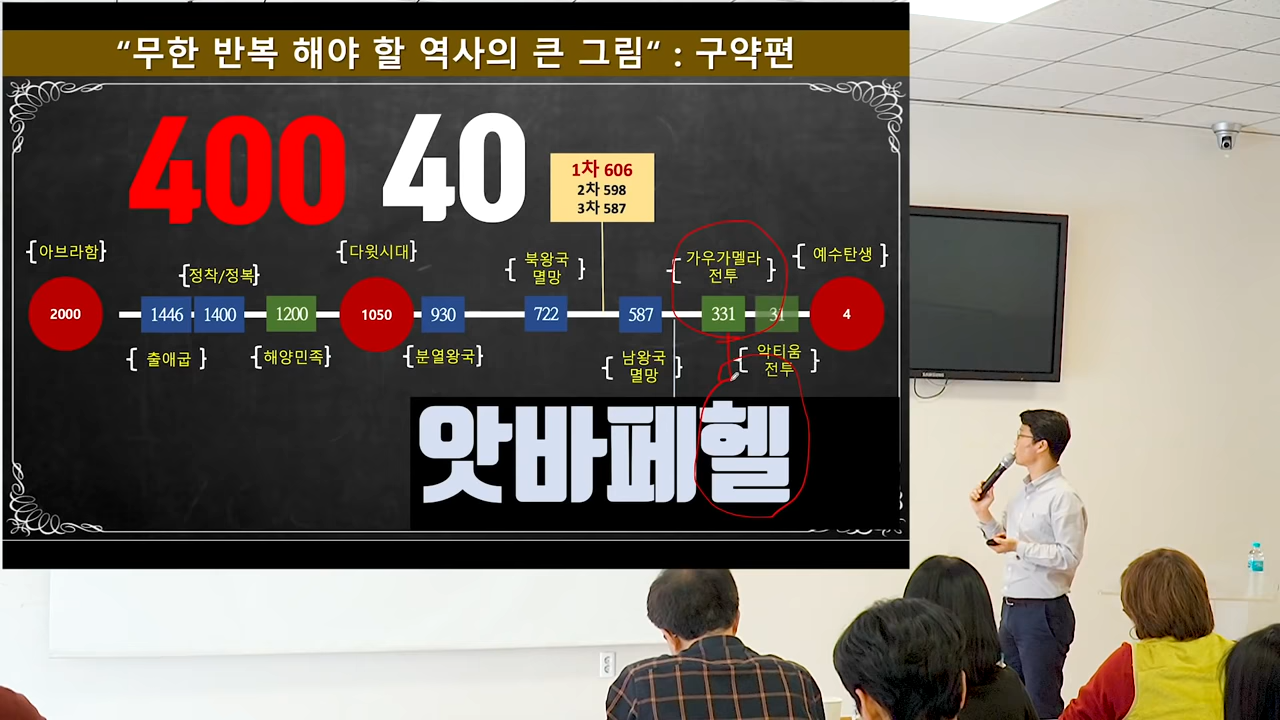 “무한 반복 해야 할 역사의 큰 그림“ : 구약편
400 40
1차 606
2차 598
3차 587
{아브라함}
{정착/정복}
{다윗시대}
{북왕국
멸망}
{가우가멜라
전투}
{예수탄생}
2000
1446
1400
1200
1050
930
722
587
331
31
4
{출애굽}
{해양민족}
{분열왕국}
{남왕국
멸망}
{악티움
전투}
앗바페헬
SAMSUNG